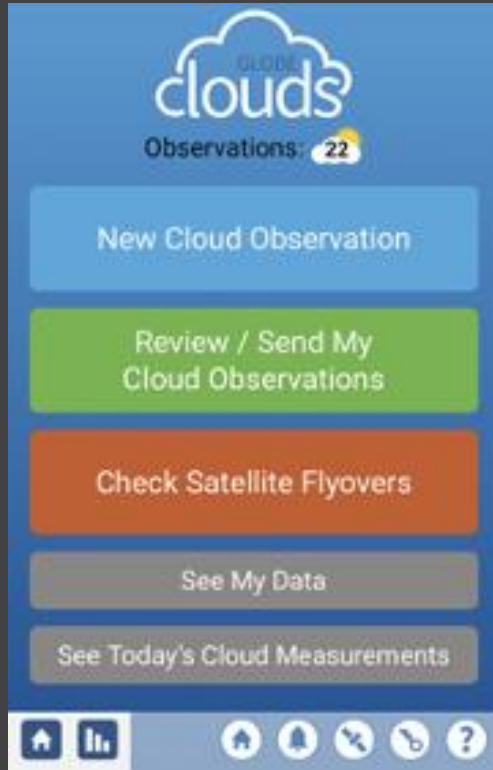 GLOBE
clouds
Observations: 22
New Cloud Observation
Review / Send My
Cloud Observations
Check Satellite Flyovers
See My Data
See Today's Cloud Measurements
?